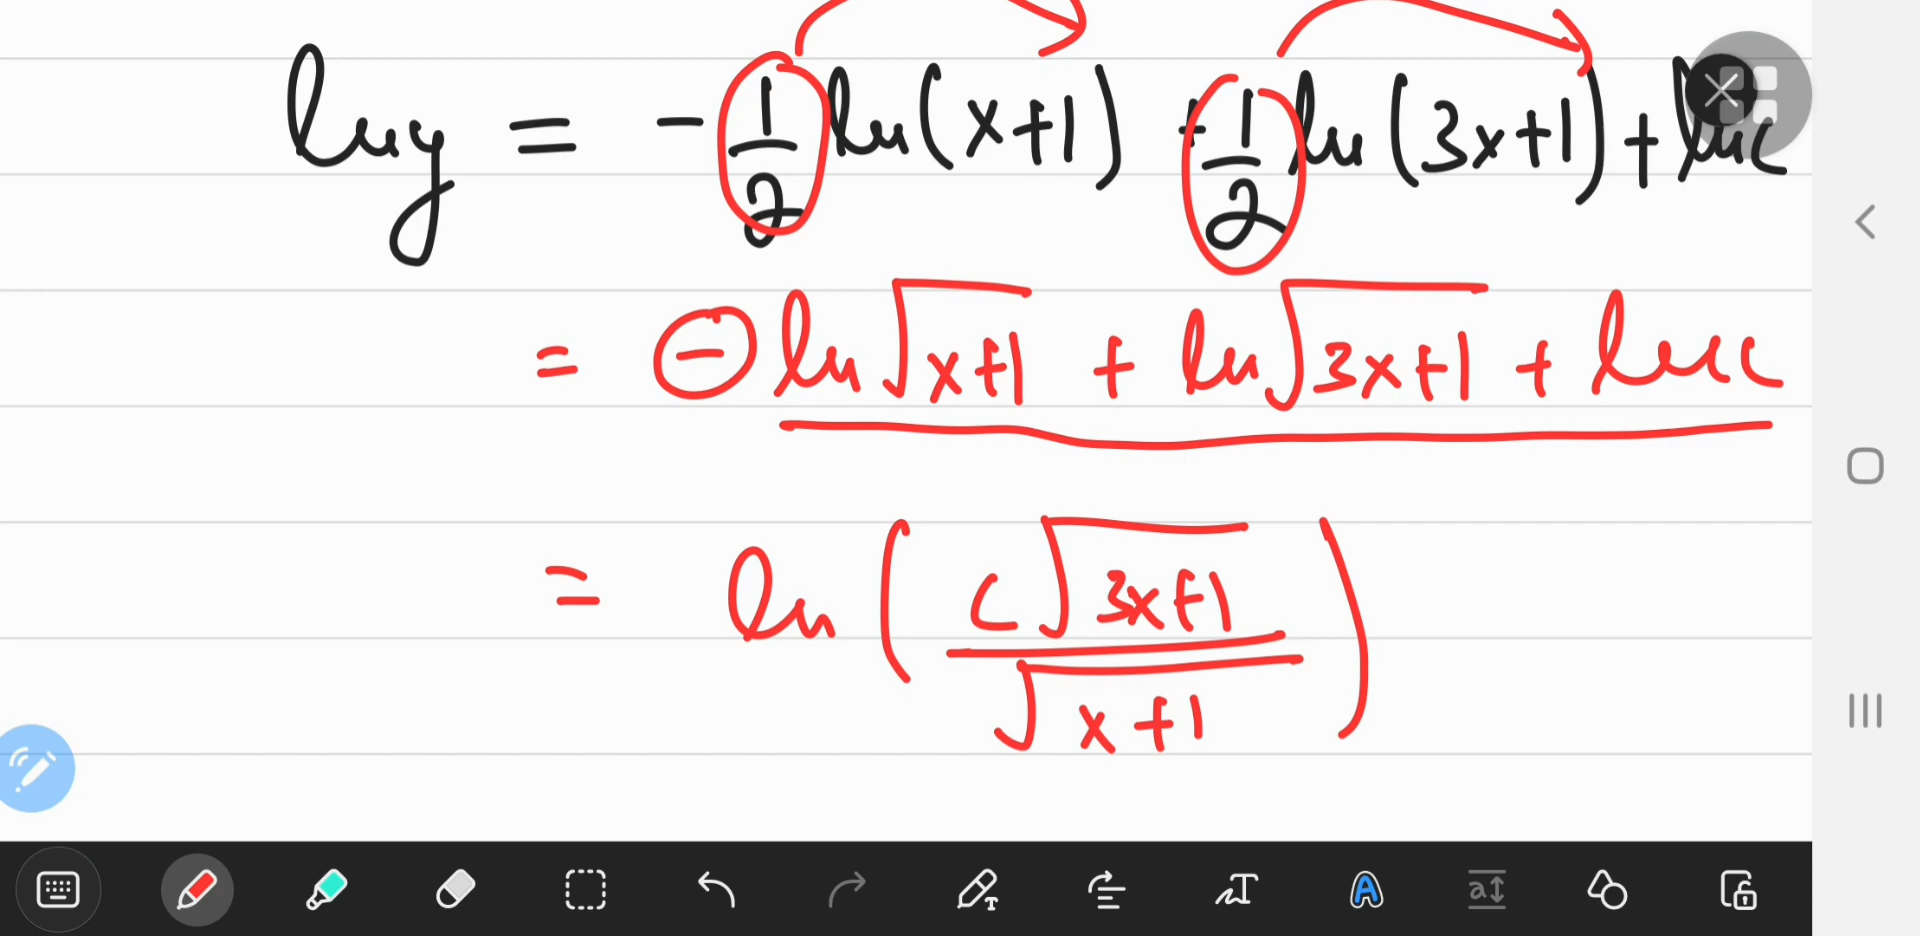 ln y = - 1/2 ln(x+1) + 1/2 ln(3x+1) + ln c
= - ln√(x+1) + ln√(3x+1) + ln c
= ln( c√(3x+1) / √(x+1) )